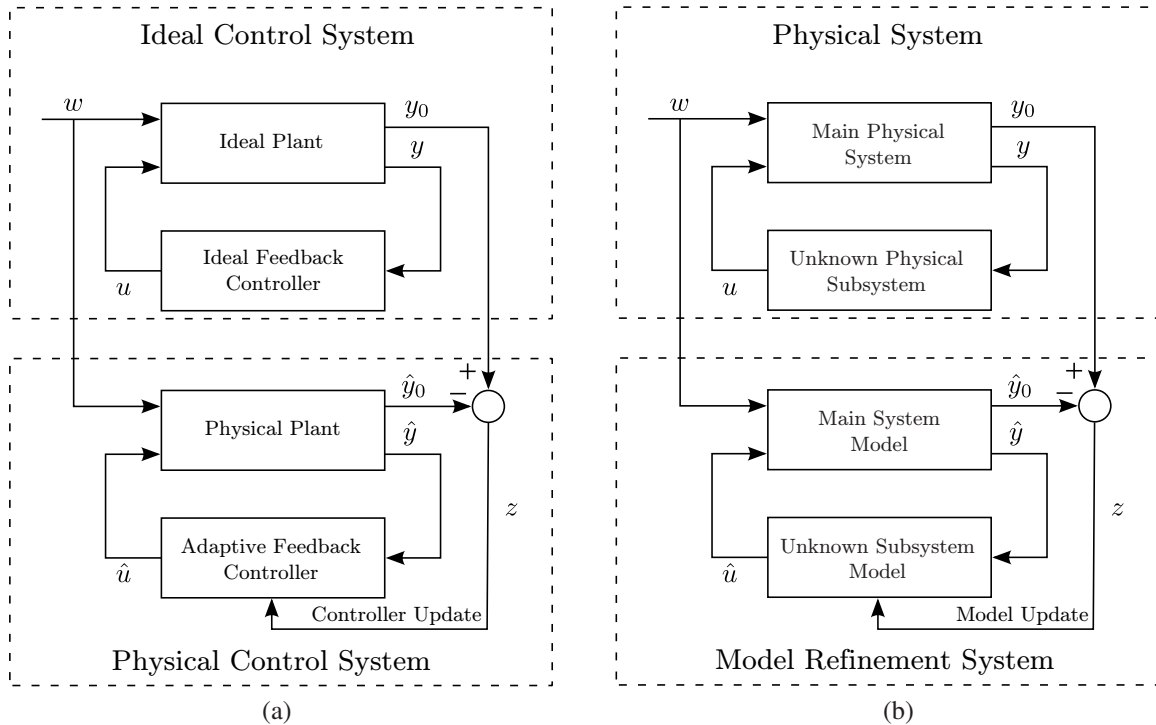 Ideal Control System
w
y₀
Ideal Plant
y
Ideal Feedback
Controller
u
+
−
ŷ₀
Physical Plant
ŷ
z
Adaptive Feedback
Controller
û
Controller Update
Physical Control System
(a)
Physical System
w
y₀
Main Physical
System
y
Unknown Physical
Subsystem
u
+
−
ŷ₀
Main System
Model
ŷ
z
Unknown Subsystem
Model
û
Model Update
Model Refinement System
(b)